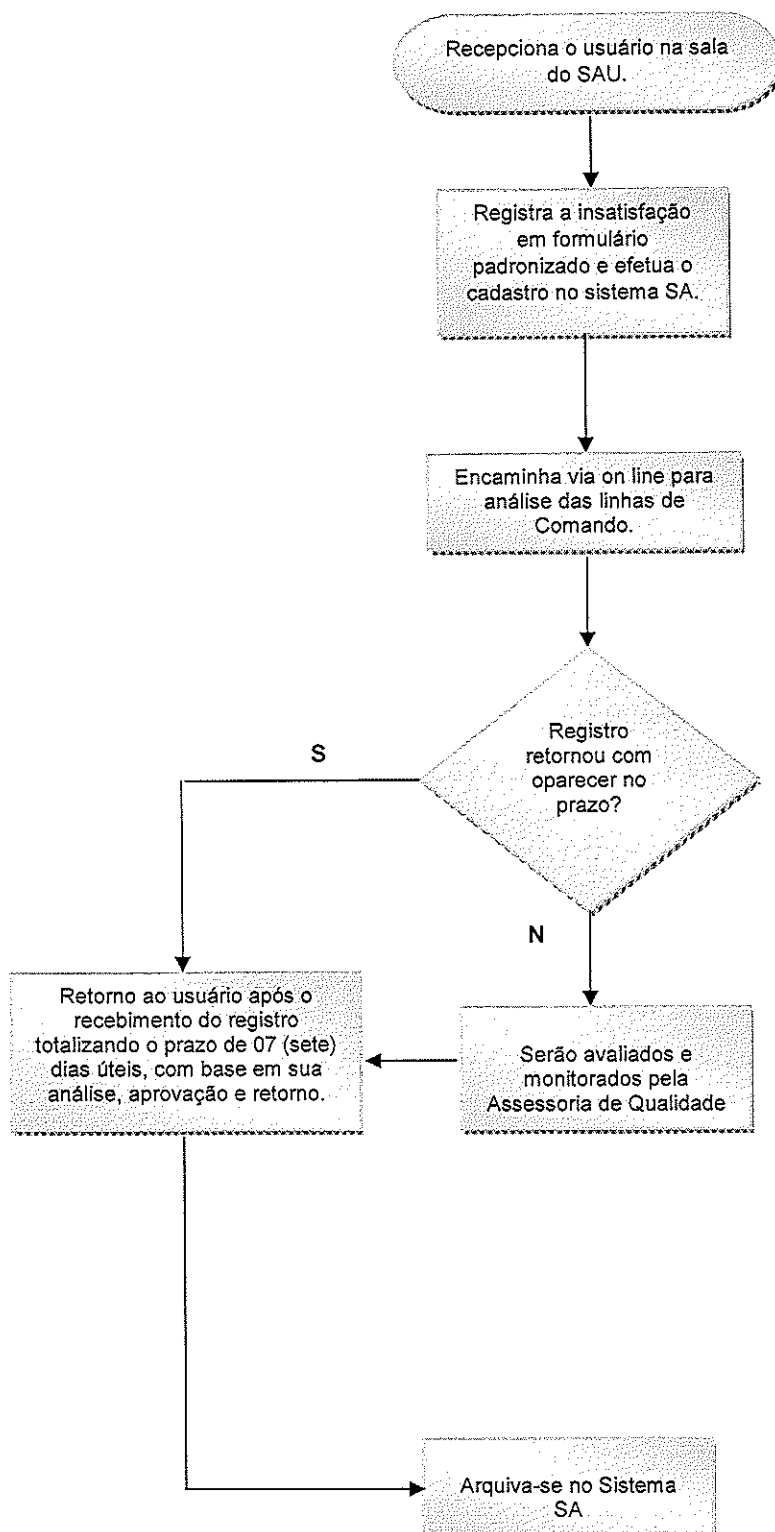 Recepciona o usuário na sala
do SAU.
Registra a insatisfação
em formulário
padronizado e efetua o
cadastro no sistema SA.
Encaminha via on line para
análise das linhas de
Comando.
Registro
retornou com
oparecer no
prazo?
S
N
Retorno ao usuário após o
recebimento do registro
totalizando o prazo de 07 (sete)
dias úteis, com base em sua
análise, aprovação e retorno.
Serão avaliados e
monitorados pela
Assessoria de Qualidade
Arquiva-se no Sistema
SA